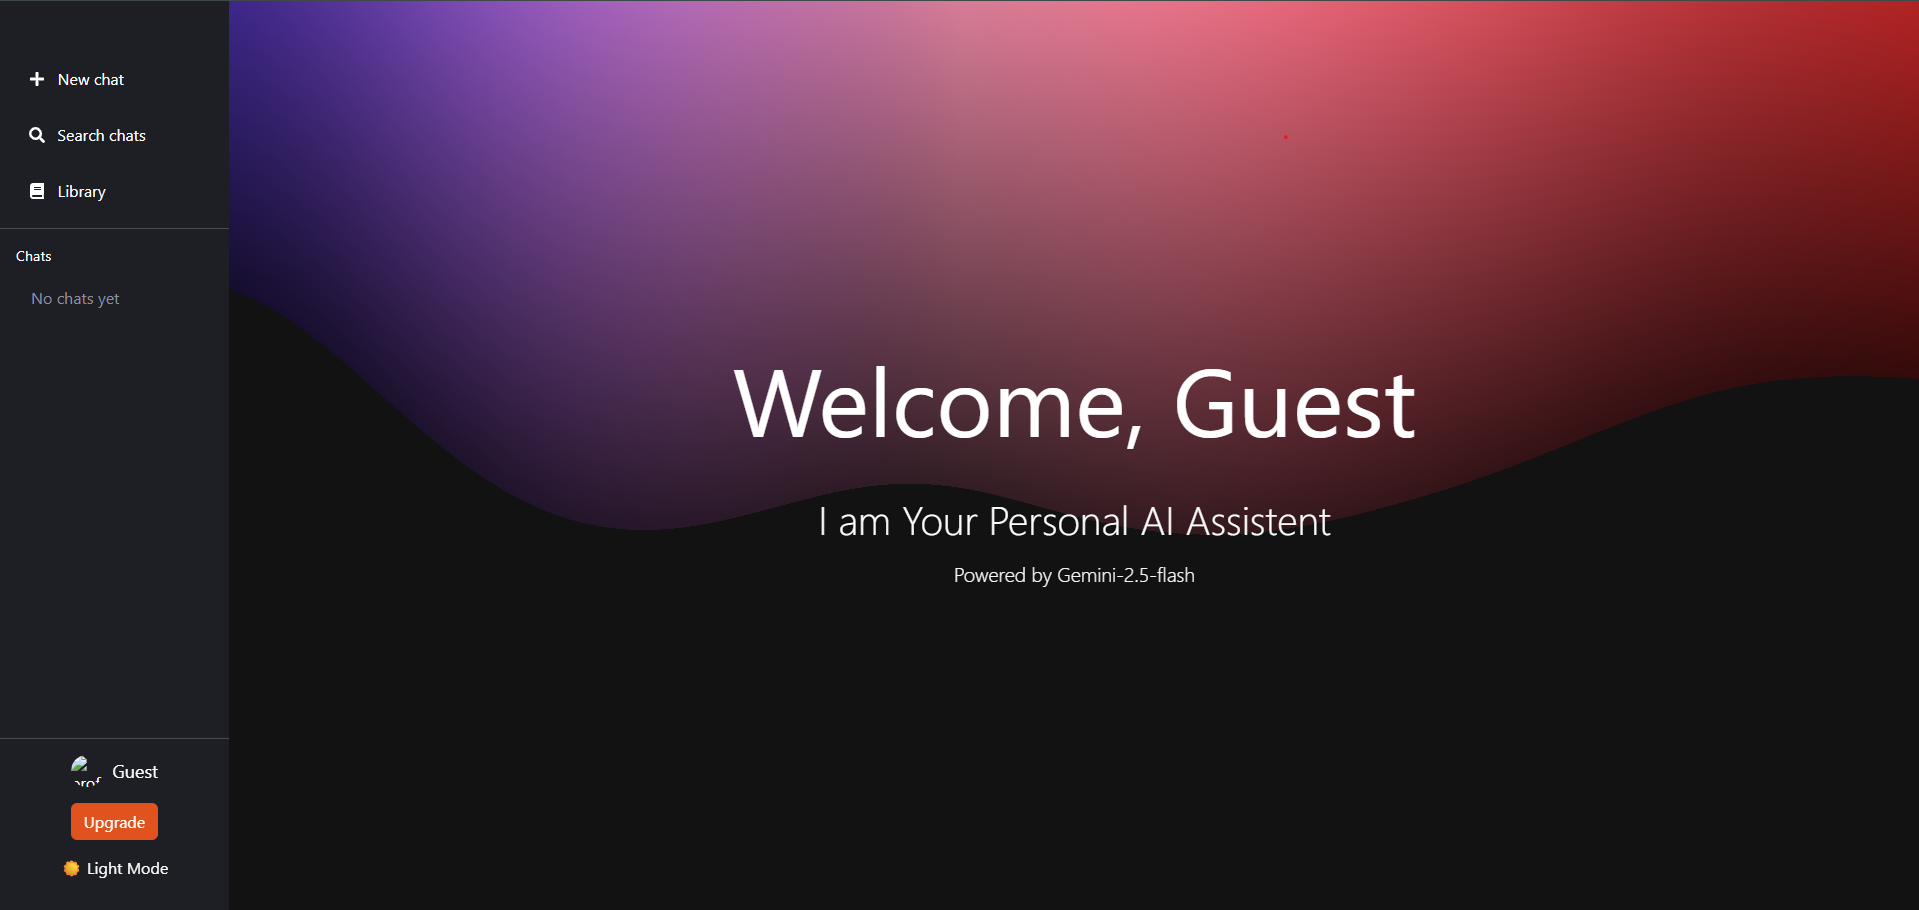 New chat
Search chats
Library
Chats
No chats yet
Welcome, Guest
I am Your Personal AI Assistent
Powered by Gemini-2.5-flash
prof
Guest
Upgrade
Light Mode